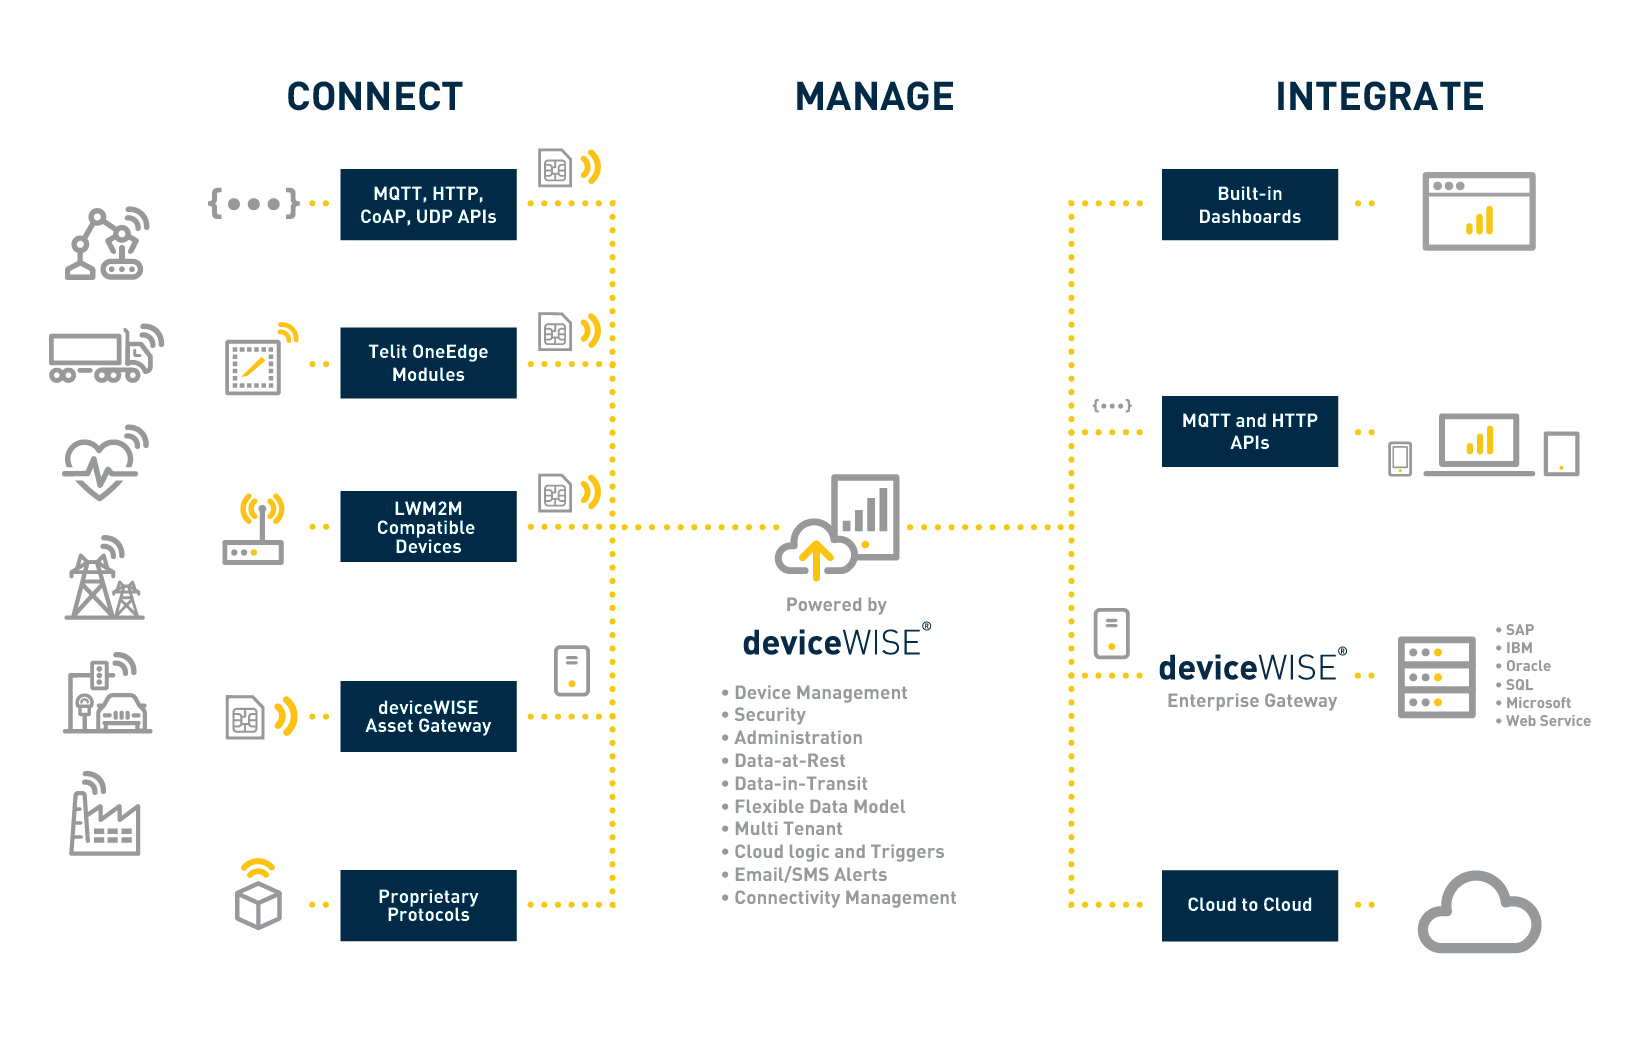 CONNECT
MANAGE
INTEGRATE
{•••}
MQTT, HTTP,
CoAP, UDP APIs
Telit OneEdge
Modules
LWM2M
Compatible
Devices
deviceWISE
Asset Gateway
Proprietary
Protocols
Powered by
deviceWISE®
• Device Management
• Security
• Administration
• Data-at-Rest
• Data-in-Transit
• Flexible Data Model
• Multi Tenant
• Cloud logic and Triggers
• Email/SMS Alerts
• Connectivity Management
Built-in
Dashboards
{•••}
MQTT and HTTP
APIs
deviceWISE®
Enterprise Gateway
• SAP
• IBM
• Oracle
• SQL
• Microsoft
• Web Service
Cloud to Cloud